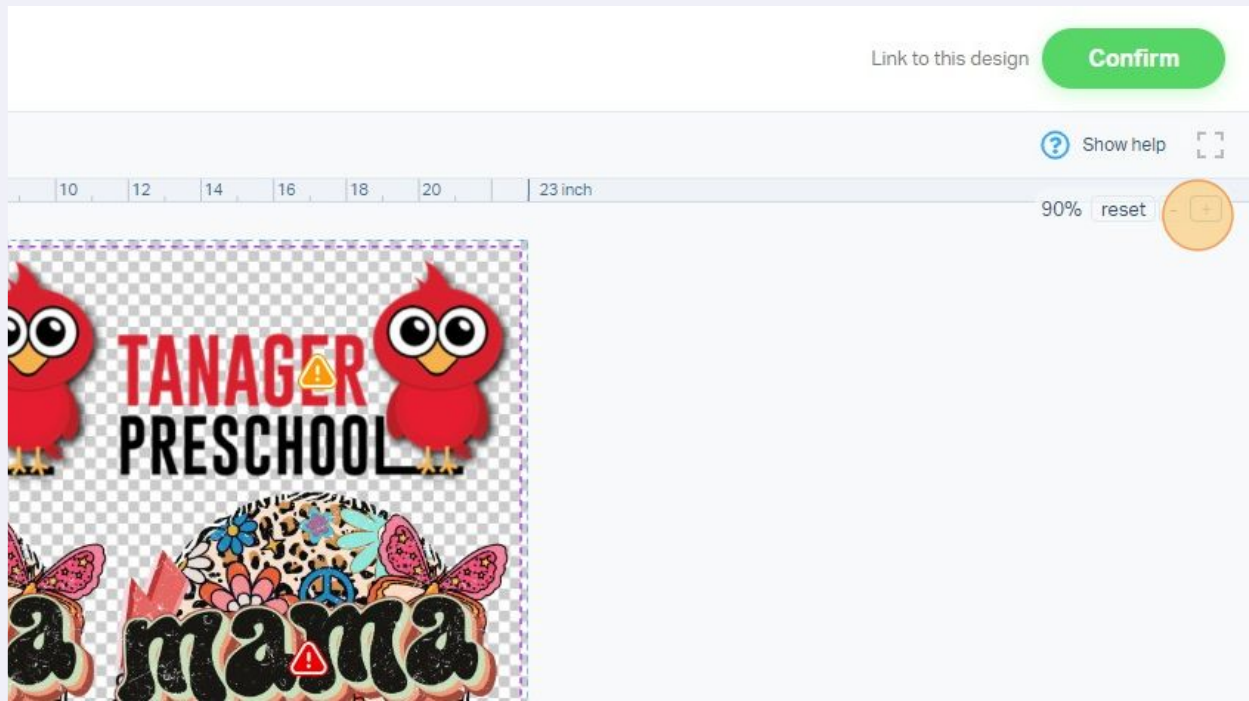 Link to this design Confirm
? Show help
10 12 14 16 18 20 23 inch
90% reset - +
TANAGER
PRESCHOOL
mama